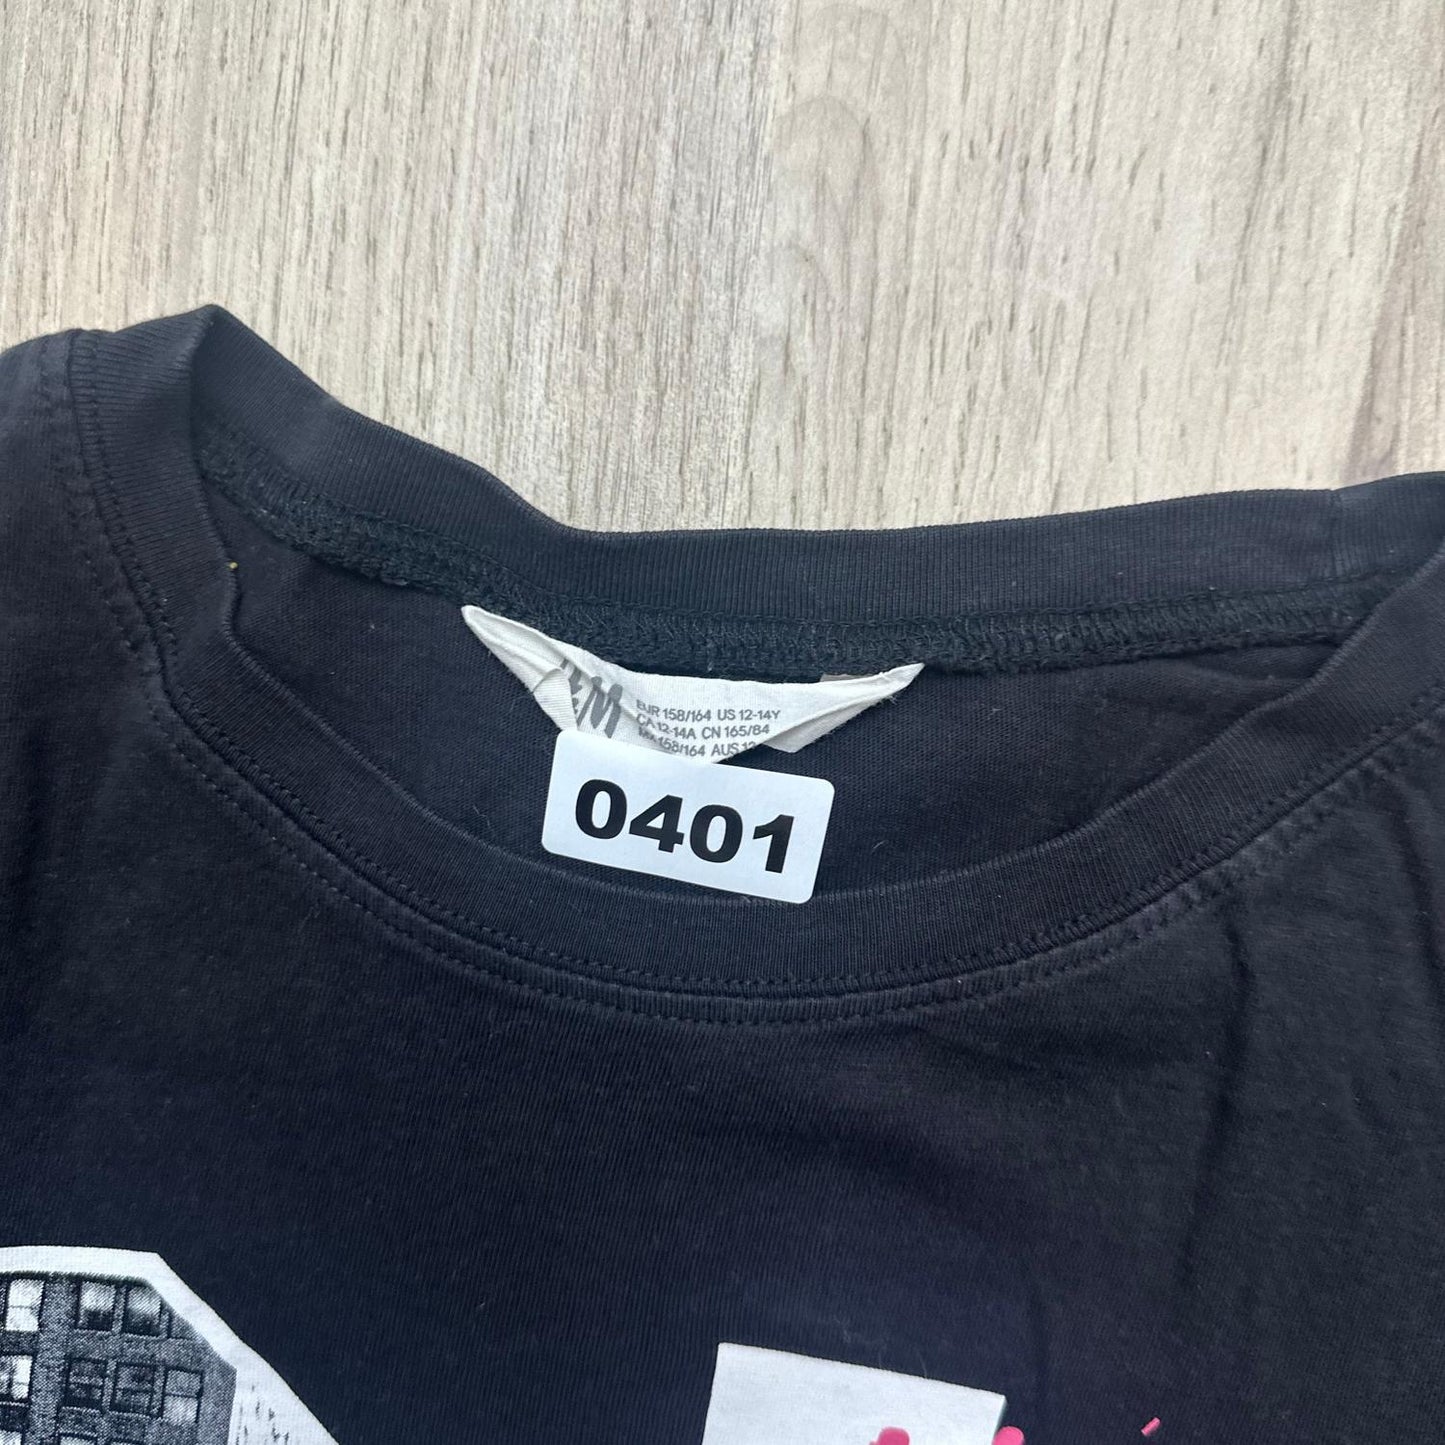 H&M
EUR 158/164 US 12-14Y
CA 12-14A CN 165/84
MX 158/164 AUS 12
0401